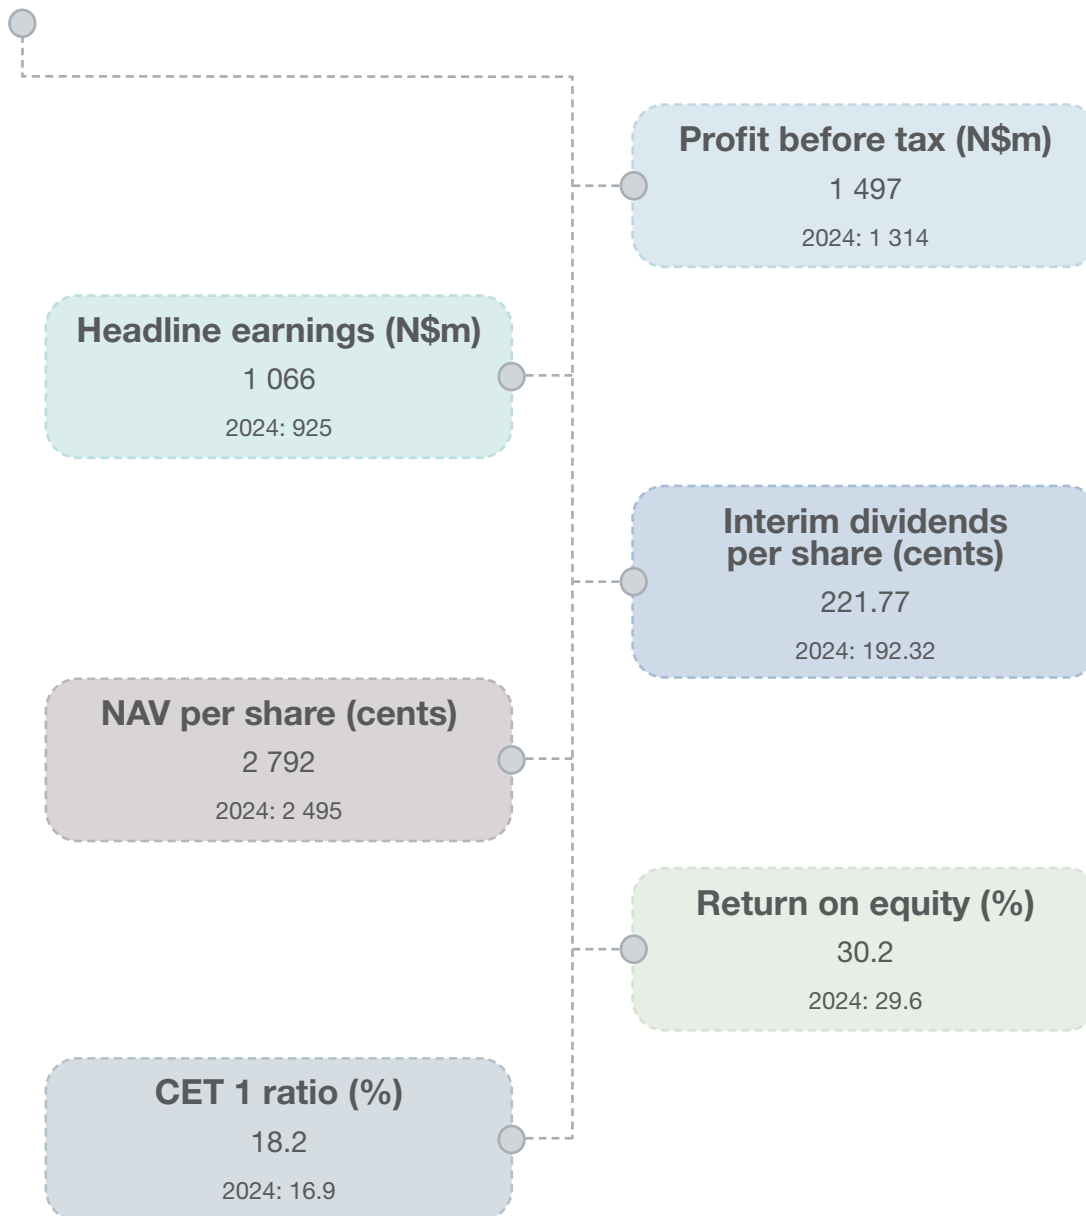 Profit before tax (N$m)
1 497
2024: 1 314
Headline earnings (N$m)
1 066
2024: 925
Interim dividends
per share (cents)
221.77
2024: 192.32
NAV per share (cents)
2 792
2024: 2 495
Return on equity (%)
30.2
2024: 29.6
CET 1 ratio (%)
18.2
2024: 16.9